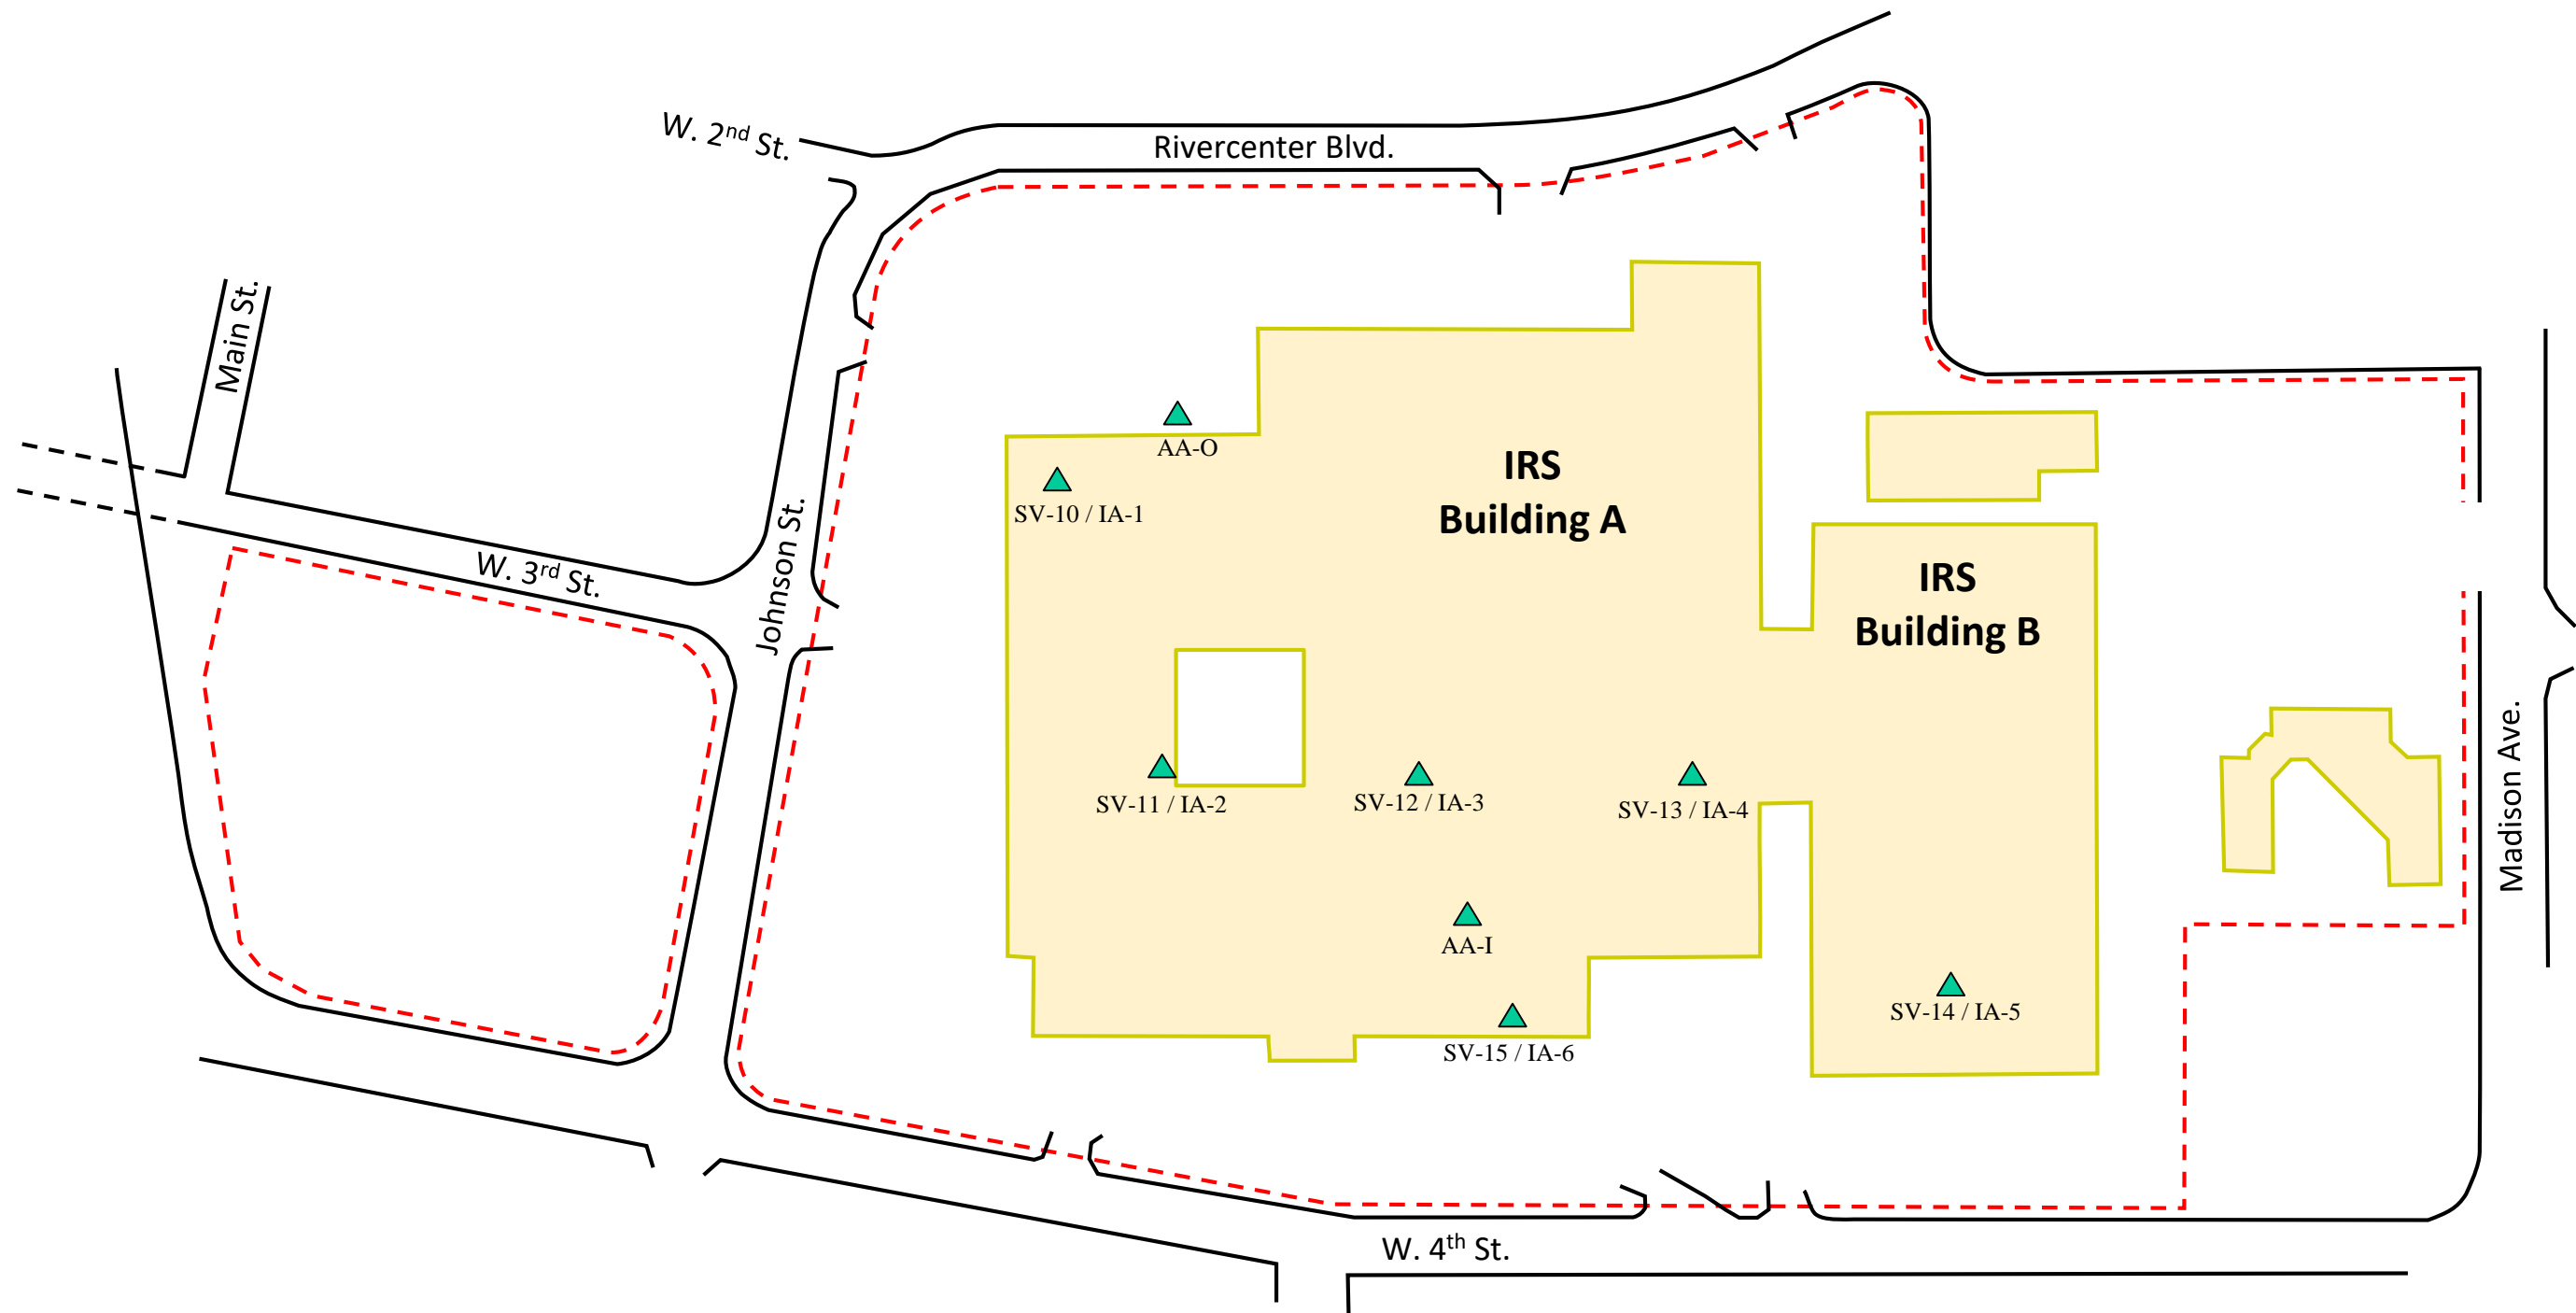 W. 2nd St.
Rivercenter Blvd.
Main St.
AA-O
IRS
Building A
SV-10 / IA-1
Johnson St.
W. 3rd St.
IRS
Building B
SV-11 / IA-2
SV-12 / IA-3
SV-13 / IA-4
Madison Ave.
AA-I
SV-14 / IA-5
SV-15 / IA-6
W. 4th St.